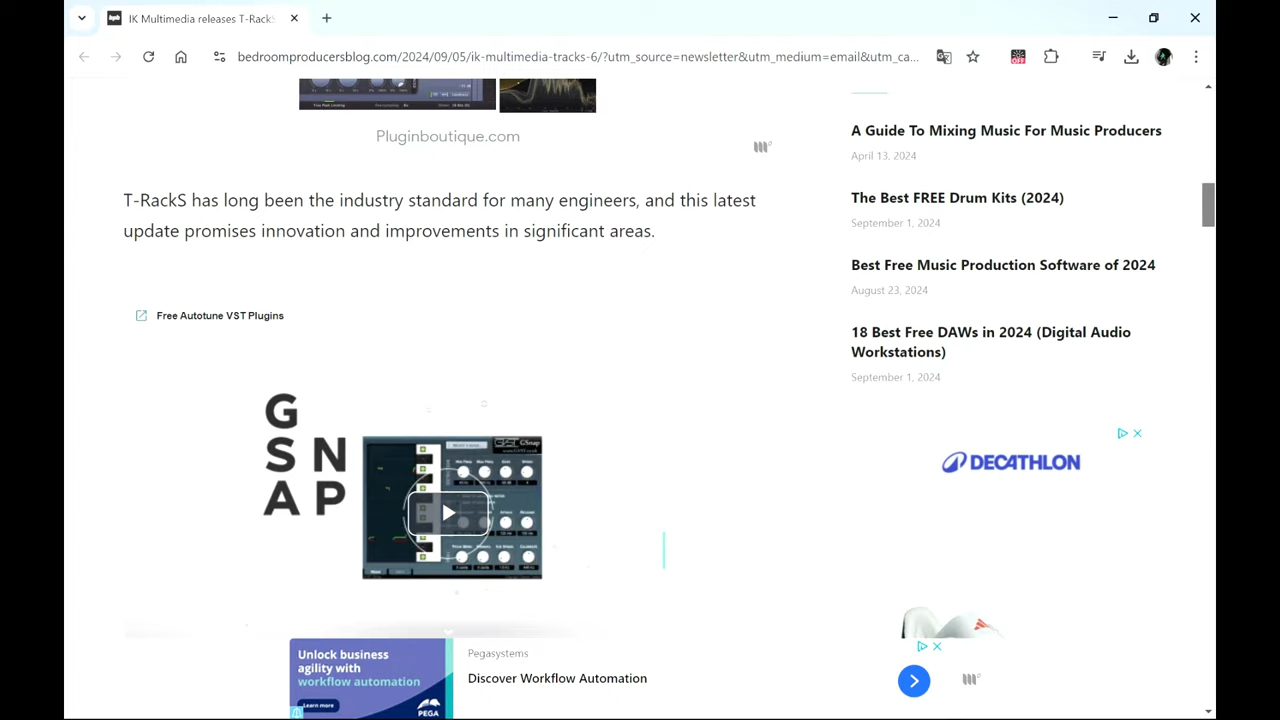 IK Multimedia releases T-RackS
bedroomproducersblog.com/2024/09/05/ik-multimedia-tracks-6/?utm_source=newsletter&utm_medium=email&utm_ca...
Pluginboutique.com
T-RackS has long been the industry standard for many engineers, and this latest
update promises innovation and improvements in significant areas.
Free Autotune VST Plugins
G
S N
A P
GSnap
A Guide To Mixing Music For Music Producers
April 13, 2024
The Best FREE Drum Kits (2024)
September 1, 2024
Best Free Music Production Software of 2024
August 23, 2024
18 Best Free DAWs in 2024 (Digital Audio
Workstations)
September 1, 2024
DECATHLON
Unlock business
agility with
workflow automation
Learn more
PEGA
Pegasystems
Discover Workflow Automation